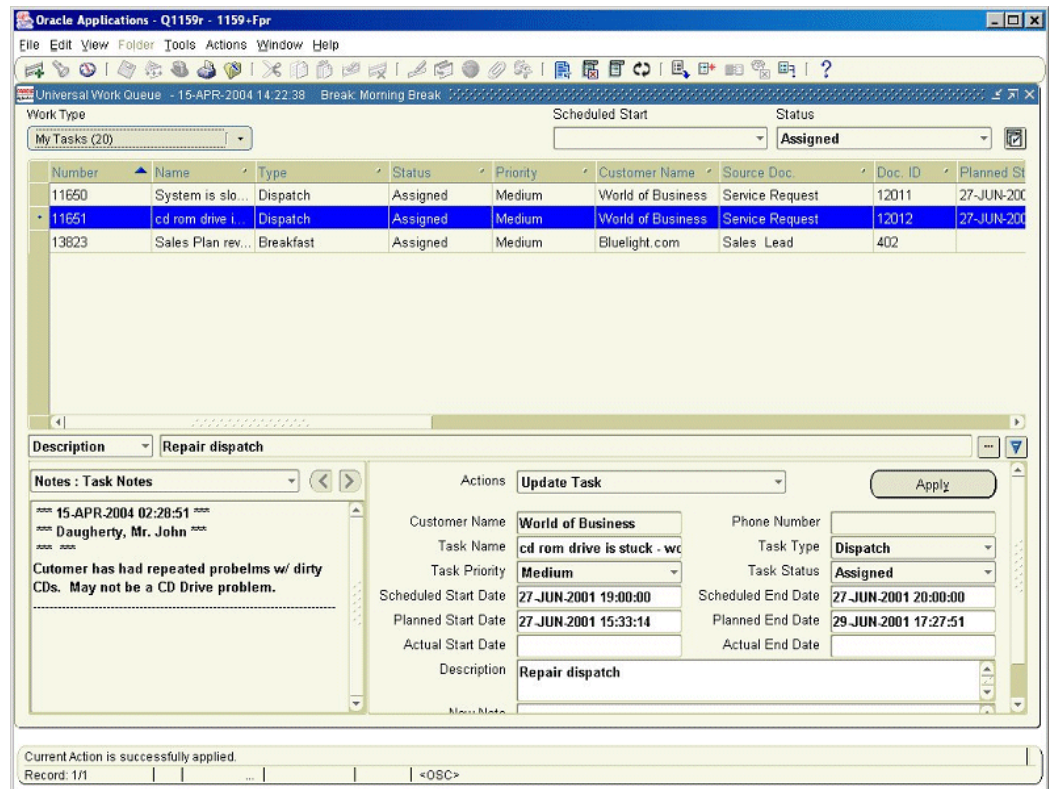 Oracle Applications - Q1159r - 1159+Fpr
File Edit View Folder Tools Actions Window Help
Universal Work Queue - 15-APR-2004 14:22:38 Break: Morning Break
Work Type Scheduled Start Status
My Tasks (20) Assigned
Number Name Type Status Priority Customer Name Source Doc. Doc. ID Planned St
11650 System is slo... Dispatch Assigned Medium World of Business Service Request 12011 27-JUN-200
11651 cd rom drive i... Dispatch Assigned Medium World of Business Service Request 12012 27-JUN-200
13823 Sales Plan rev... Breakfast Assigned Medium Bluelight.com Sales Lead 402
Description Repair dispatch ...
Notes : Task Notes
*** 15-APR-2004 02:28:51 ***
*** Daugherty, Mr. John ***
*** ***
Cutomer has had repeated probelms w/ dirty
CDs. May not be a CD Drive problem.
Actions Update Task Apply
Customer Name World of Business Phone Number
Task Name cd rom drive is stuck - wo Task Type Dispatch
Task Priority Medium Task Status Assigned
Scheduled Start Date 27-JUN-2001 19:00:00 Scheduled End Date 27-JUN-2001 20:00:00
Planned Start Date 27-JUN-2001 15:33:14 Planned End Date 29-JUN-2001 17:27:51
Actual Start Date Actual End Date
Description Repair dispatch
New Note
Current Action is successfully applied.
Record: 1/1 ... <OSC>